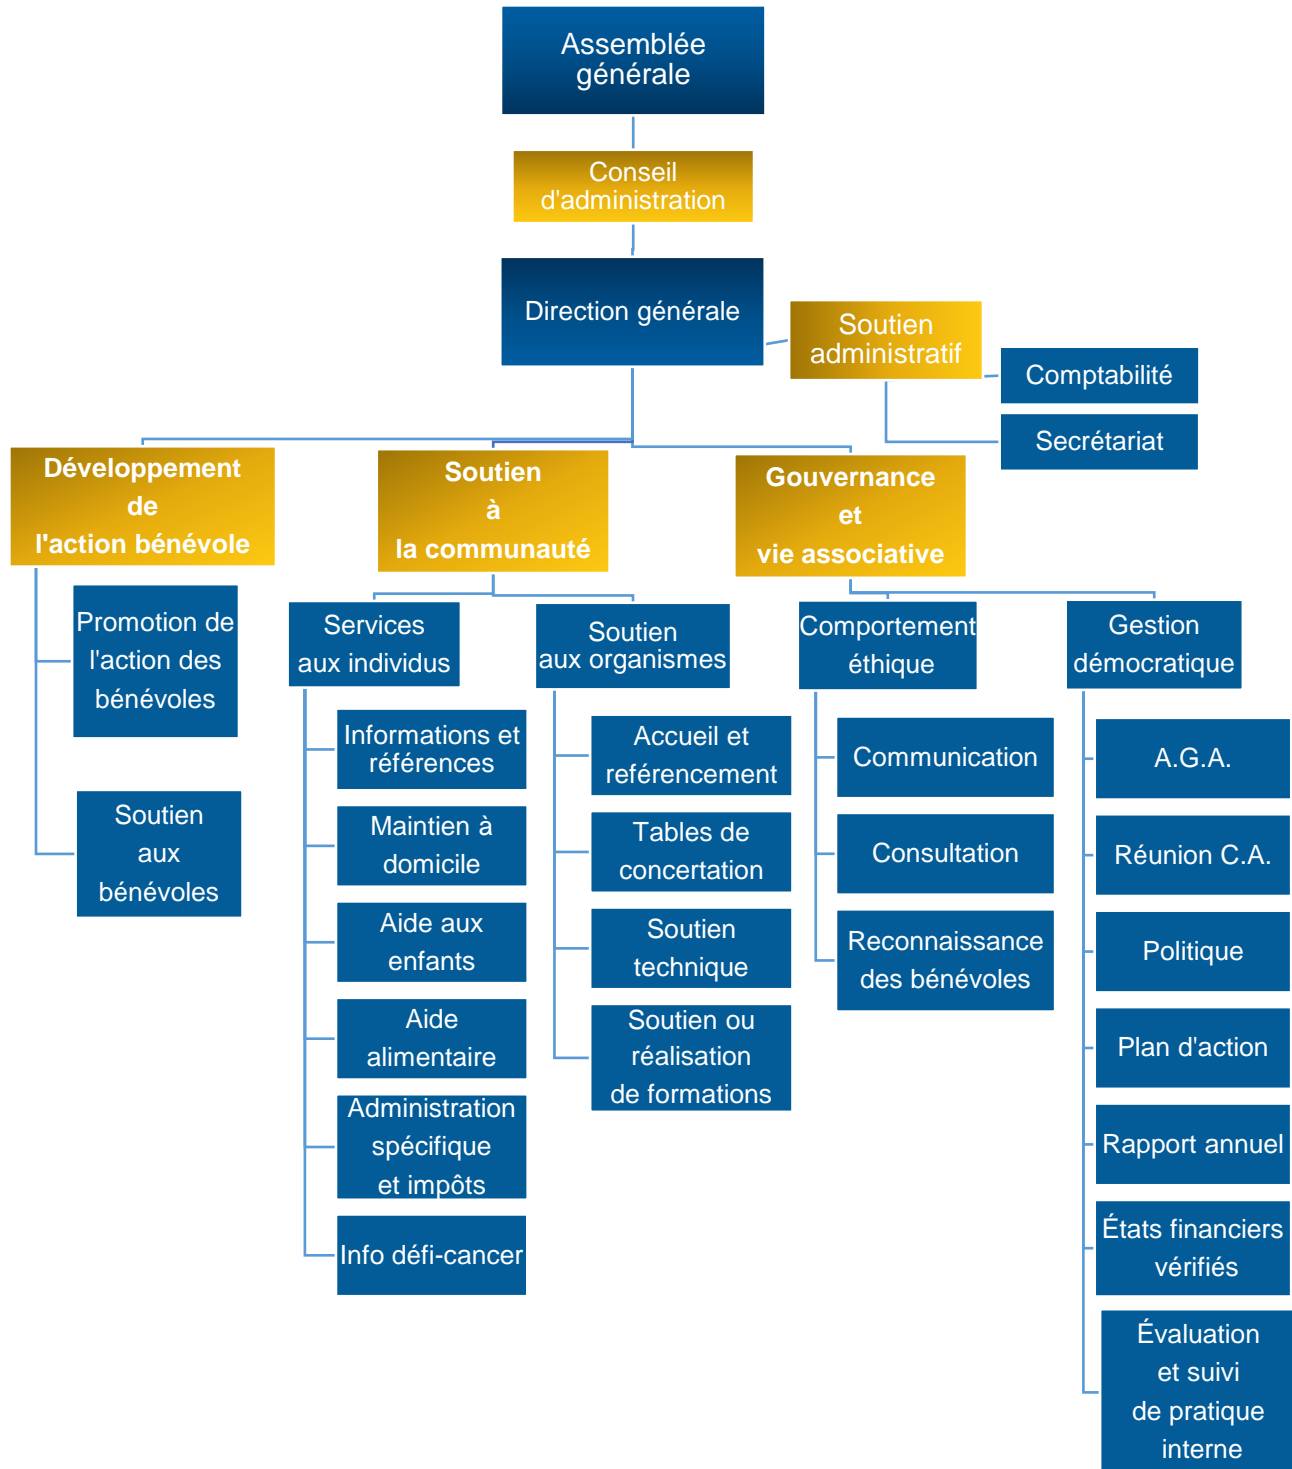 Assemblée
générale
Conseil
d'administration
Direction générale
Soutien
administratif
Comptabilité
Secrétariat
Développement
de
l'action bénévole
Promotion de
l'action des
bénévoles
Soutien
aux
bénévoles
Soutien
à
la communauté
Services
aux individus
Informations et
références
Maintien à
domicile
Aide aux
enfants
Aide
alimentaire
Administration
spécifique
et impôts
Info défi-cancer
Soutien
aux organismes
Accueil et
reférencement
Tables de
concertation
Soutien
technique
Soutien ou
réalisation
de formations
Gouvernance
et
vie associative
Comportement
éthique
Communication
Consultation
Reconnaissance
des bénévoles
Gestion
démocratique
A.G.A.
Réunion C.A.
Politique
Plan d'action
Rapport annuel
États financiers
vérifiés
Évaluation
et suivi
de pratique
interne